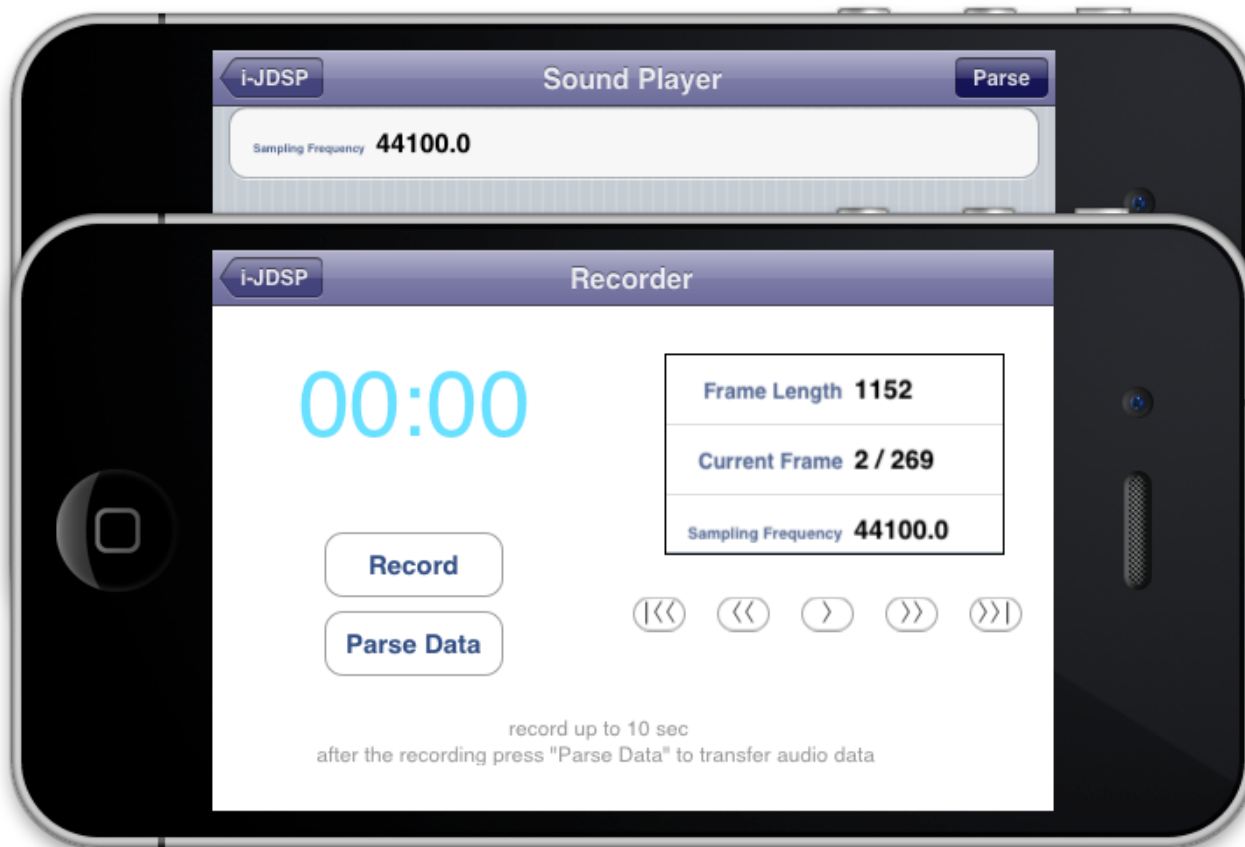 i-JDSP Sound Player Parse
Sampling Frequency 44100.0
i-JDSP Recorder
00:00
Frame Length 1152
Current Frame 2 / 269
Sampling Frequency 44100.0
Record
Parse Data
|<< << > >> >>|
record up to 10 sec
after the recording press "Parse Data" to transfer audio data